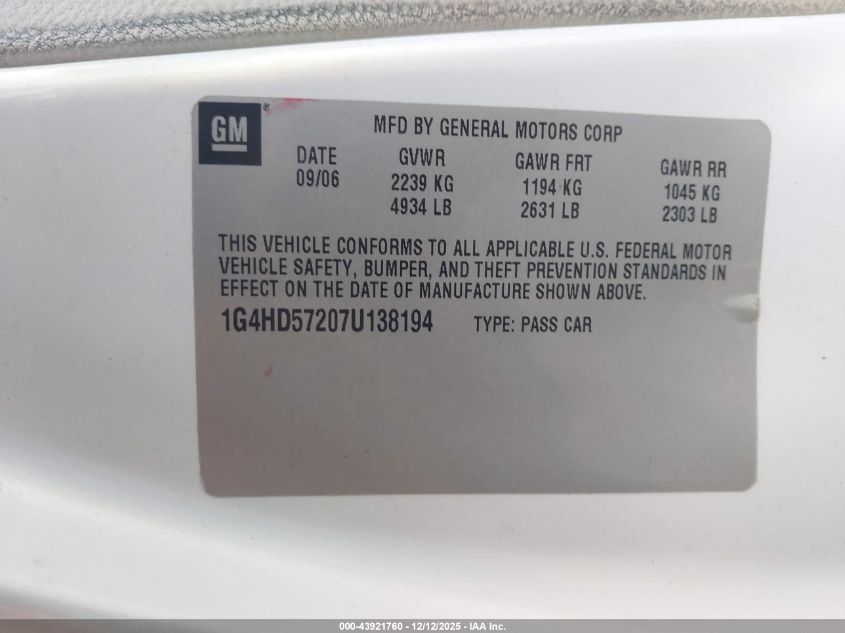 GM®
MFD BY GENERAL MOTORS CORP
DATE GVWR GAWR FRT GAWR RR
09/06 2239 KG 1194 KG 1045 KG
4934 LB 2631 LB 2303 LB
THIS VEHICLE CONFORMS TO ALL APPLICABLE U.S. FEDERAL MOTOR
VEHICLE SAFETY, BUMPER, AND THEFT PREVENTION STANDARDS IN
EFFECT ON THE DATE OF MANUFACTURE SHOWN ABOVE.
1G4HD57207U138194 TYPE: PASS CAR
000-43921760 - 12/12/2025 - IAA Inc.